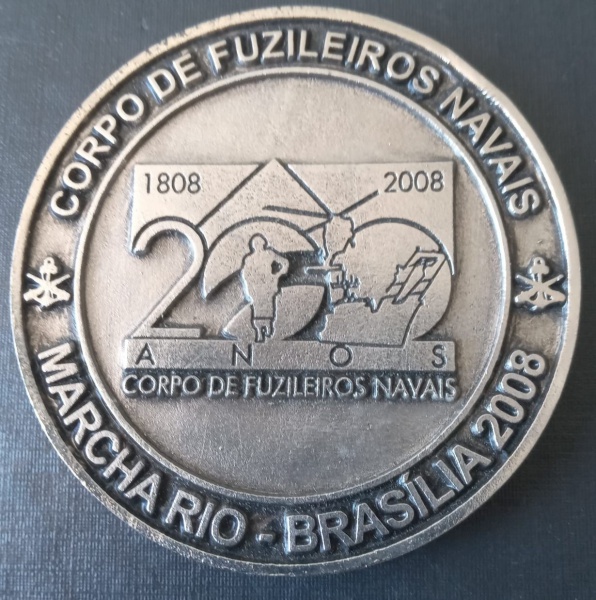 CORPO DE FUZILEIROS NAVAIS
1808 2008
200
ANOS
CORPO DE FUZILEIROS NAVAIS
MARCHA RIO - BRASÍLIA 2008